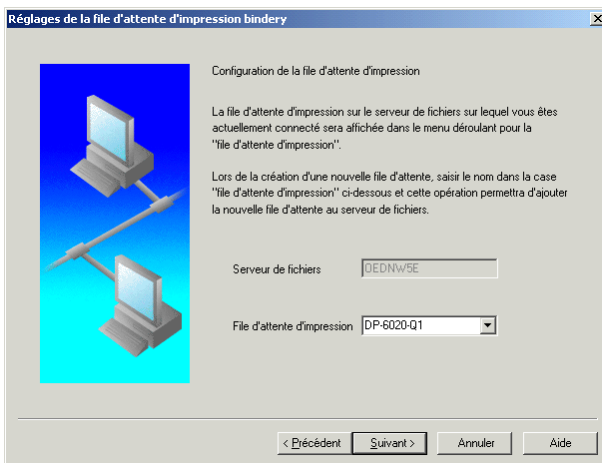 Réglages de la file d'attente d'impression bindery
Configuration de la file d'attente d'impression
La file d'attente d'impression sur le serveur de fichiers sur lequel vous êtes
actuellement connecté sera affichée dans le menu déroulant pour la
"file d'attente d'impression".
Lors de la création d'une nouvelle file d'attente, saisir le nom dans la case
"file d'attente d'impression" ci-dessous et cette opération permettra d'ajouter
la nouvelle file d'attente au serveur de fichiers.
Serveur de fichiers OEDNW5E
File d'attente d'impression DP-6020-Q1
< Précédent Suivant > Annuler Aide